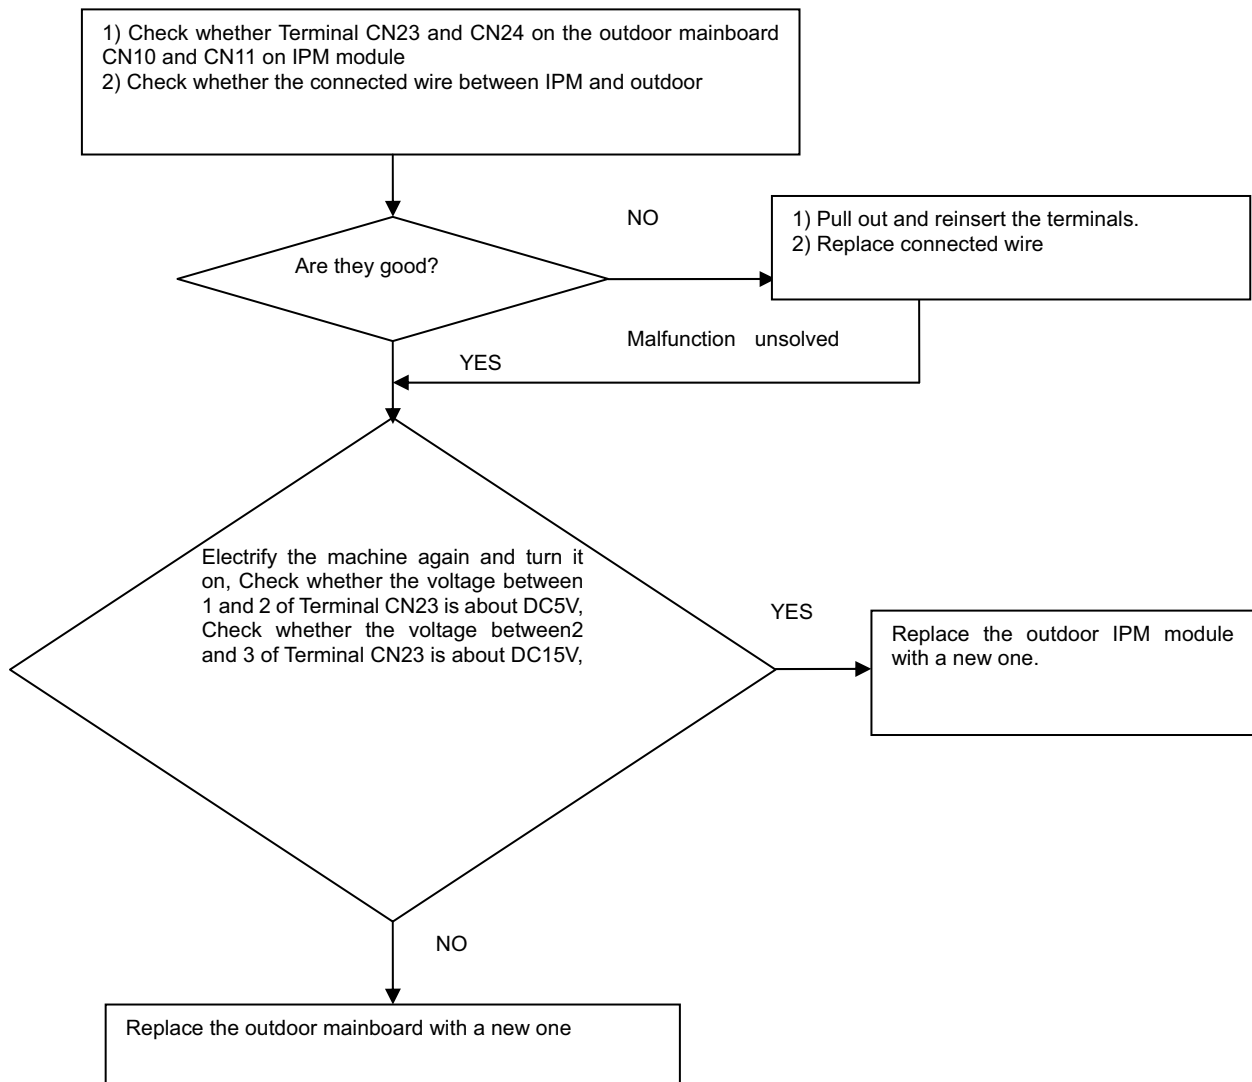 1) Check whether Terminal CN23 and CN24 on the outdoor mainboard
CN10 and CN11 on IPM module
2) Check whether the connected wire between IPM and outdoor
NO
1) Pull out and reinsert the terminals.
2) Replace connected wire
Are they good?
Malfunction unsolved
YES
Electrify the machine again and turn it
on, Check whether the voltage between
1 and 2 of Terminal CN23 is about DC5V,
Check whether the voltage between2
and 3 of Terminal CN23 is about DC15V,
YES
Replace the outdoor IPM module
with a new one.
NO
Replace the outdoor mainboard with a new one